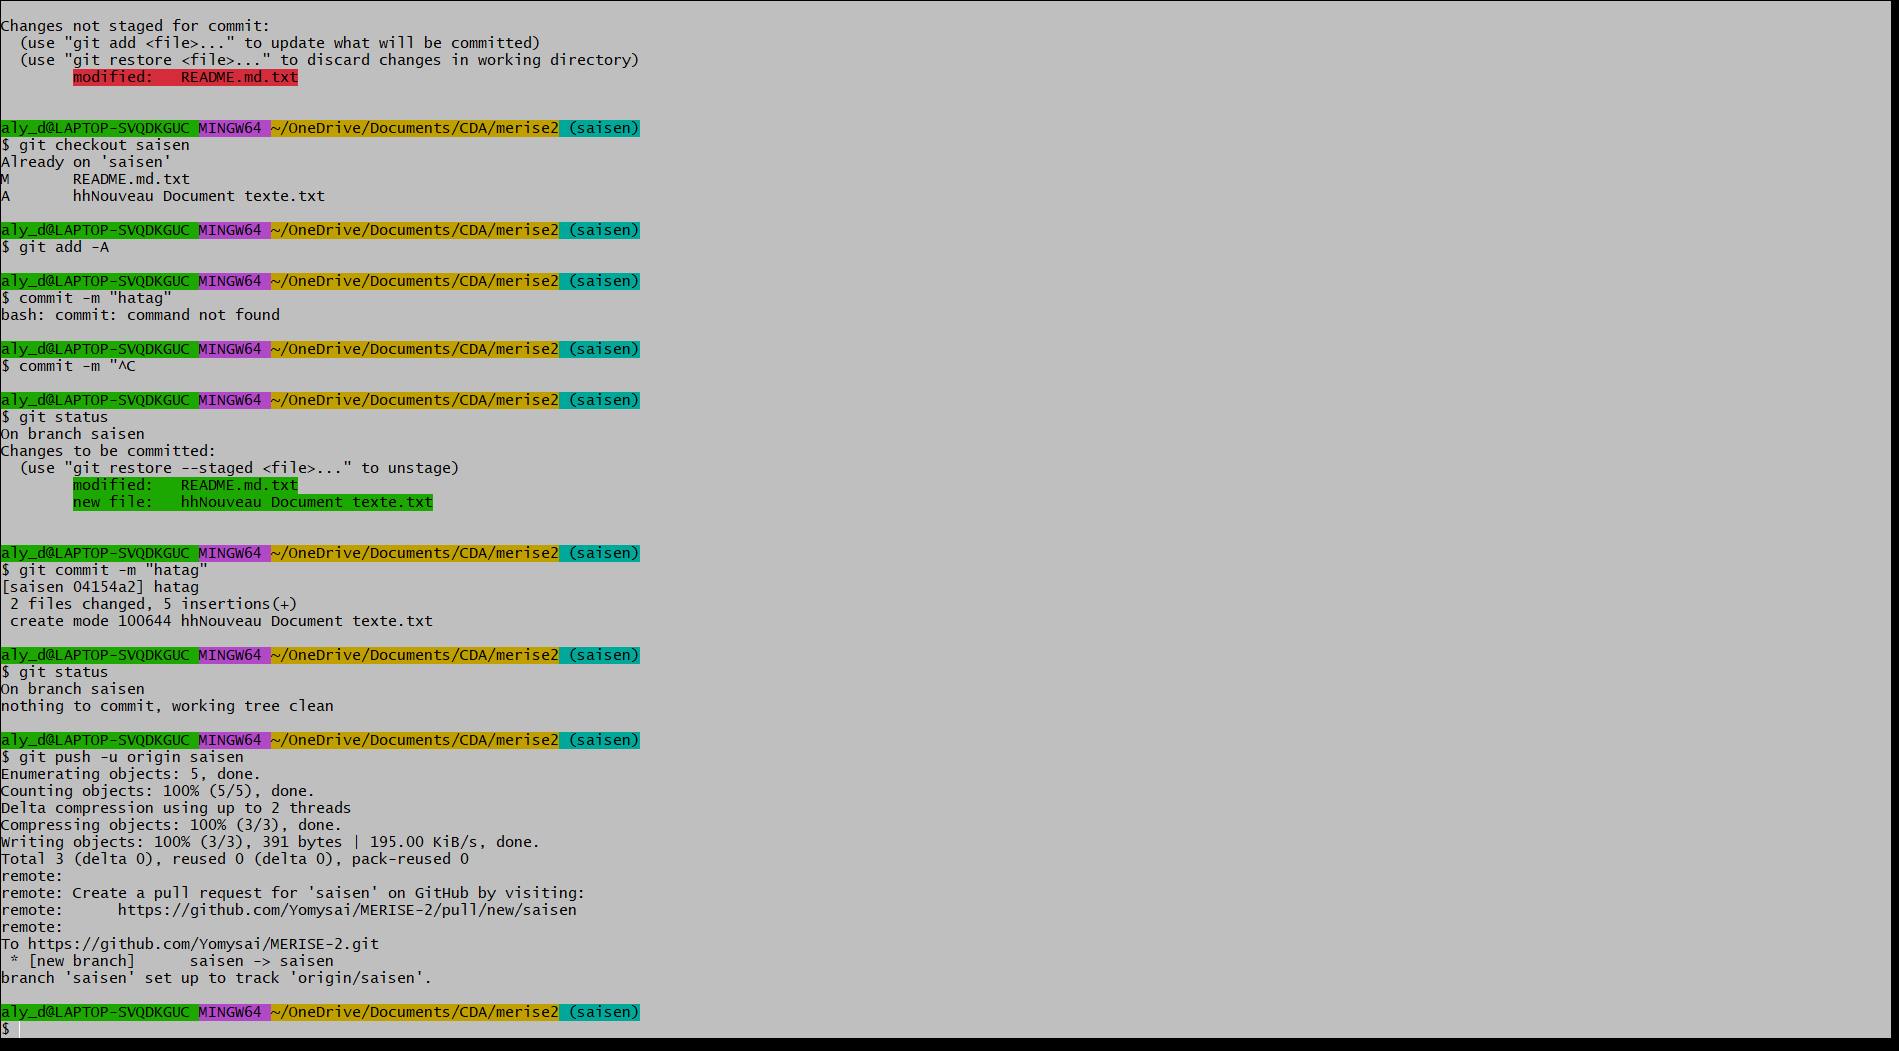 Changes not staged for commit:
  (use "git add <file>..." to update what will be committed)
  (use "git restore <file>..." to discard changes in working directory)
        modified:   README.md.txt
aly_d@LAPTOP-SVQDKGUC MINGW64 ~/OneDrive/Documents/CDA/merise2 (saisen)
$ git checkout saisen
Already on 'saisen'
M       README.md.txt
A       hhNouveau Document texte.txt
aly_d@LAPTOP-SVQDKGUC MINGW64 ~/OneDrive/Documents/CDA/merise2 (saisen)
$ git add -A
aly_d@LAPTOP-SVQDKGUC MINGW64 ~/OneDrive/Documents/CDA/merise2 (saisen)
$ commit -m "hatag"
bash: commit: command not found
aly_d@LAPTOP-SVQDKGUC MINGW64 ~/OneDrive/Documents/CDA/merise2 (saisen)
$ commit -m "^C
aly_d@LAPTOP-SVQDKGUC MINGW64 ~/OneDrive/Documents/CDA/merise2 (saisen)
$ git status
On branch saisen
Changes to be committed:
  (use "git restore --staged <file>..." to unstage)
        modified:   README.md.txt
        new file:   hhNouveau Document texte.txt
aly_d@LAPTOP-SVQDKGUC MINGW64 ~/OneDrive/Documents/CDA/merise2 (saisen)
$ git commit -m "hatag"
[saisen 04154a2] hatag
 2 files changed, 5 insertions(+)
 create mode 100644 hhNouveau Document texte.txt
aly_d@LAPTOP-SVQDKGUC MINGW64 ~/OneDrive/Documents/CDA/merise2 (saisen)
$ git status
On branch saisen
nothing to commit, working tree clean
aly_d@LAPTOP-SVQDKGUC MINGW64 ~/OneDrive/Documents/CDA/merise2 (saisen)
$ git push -u origin saisen
Enumerating objects: 5, done.
Counting objects: 100% (5/5), done.
Delta compression using up to 2 threads
Compressing objects: 100% (3/3), done.
Writing objects: 100% (3/3), 391 bytes | 195.00 KiB/s, done.
Total 3 (delta 0), reused 0 (delta 0), pack-reused 0
remote:
remote: Create a pull request for 'saisen' on GitHub by visiting:
remote:      https://github.com/Yomysai/MERISE-2/pull/new/saisen
remote:
To https://github.com/Yomysai/MERISE-2.git
 * [new branch]      saisen -> saisen
branch 'saisen' set up to track 'origin/saisen'.
aly_d@LAPTOP-SVQDKGUC MINGW64 ~/OneDrive/Documents/CDA/merise2 (saisen)
$